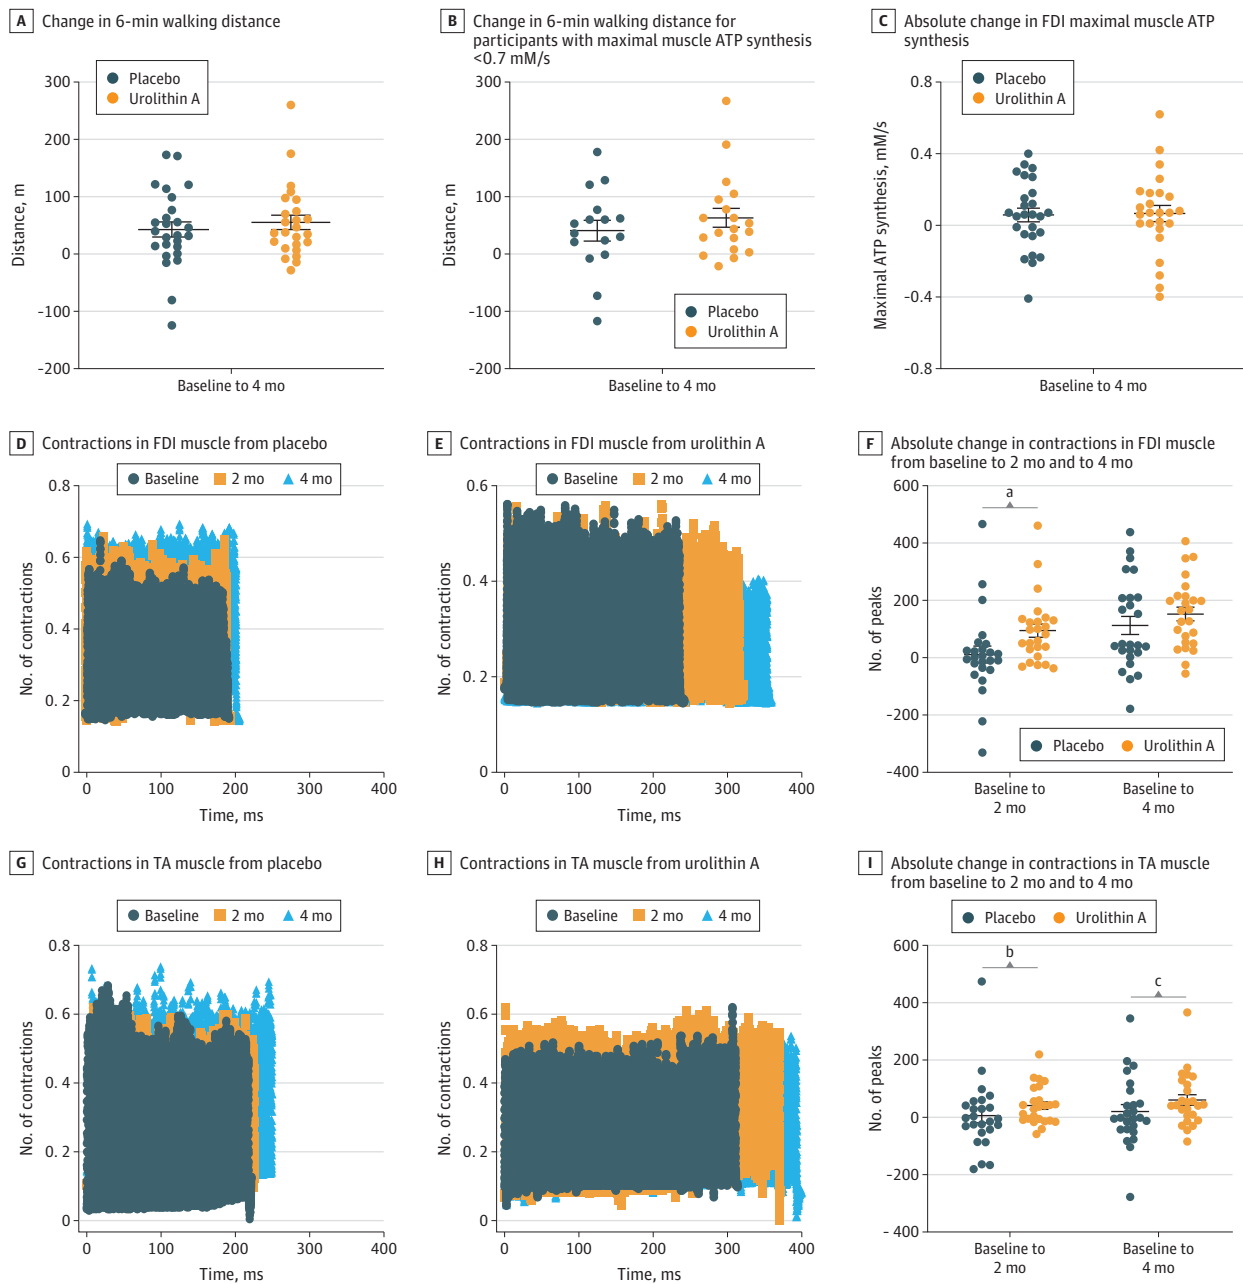 A Change in 6-min walking distance
Placebo
Urolithin A
300
200
100
0
-100
-200
Distance, m
Baseline to 4 mo
B Change in 6-min walking distance for
participants with maximal muscle ATP synthesis
<0.7 mM/s
300
200
100
0
-100
-200
Distance, m
Placebo
Urolithin A
Baseline to 4 mo
C Absolute change in FDI maximal muscle ATP
synthesis
Placebo
Urolithin A
0.8
0.4
0
-0.4
-0.8
Maximal ATP synthesis, mM/s
Baseline to 4 mo
D Contractions in FDI muscle from placebo
Baseline 2 mo 4 mo
0.8
0.6
0.4
0.2
0
No. of contractions
0 100 200 300 400
Time, ms
E Contractions in FDI muscle from urolithin A
Baseline 2 mo 4 mo
0.6
0.4
0.2
0
No. of contractions
0 100 200 300 400
Time, ms
F Absolute change in contractions in FDI muscle
from baseline to 2 mo and to 4 mo
600
400
200
0
-200
-400
No. of peaks
a
Placebo Urolithin A
Baseline to
2 mo
Baseline to
4 mo
G Contractions in TA muscle from placebo
Baseline 2 mo 4 mo
0.8
0.6
0.4
0.2
0
No. of contractions
0 100 200 300 400
Time, ms
H Contractions in TA muscle from urolithin A
Baseline 2 mo 4 mo
0.8
0.6
0.4
0.2
0
No. of contractions
0 100 200 300 400
Time, ms
I Absolute change in contractions in TA muscle
from baseline to 2 mo and to 4 mo
Placebo Urolithin A
600
400
200
0
-200
-400
No. of peaks
b
c
Baseline to
2 mo
Baseline to
4 mo